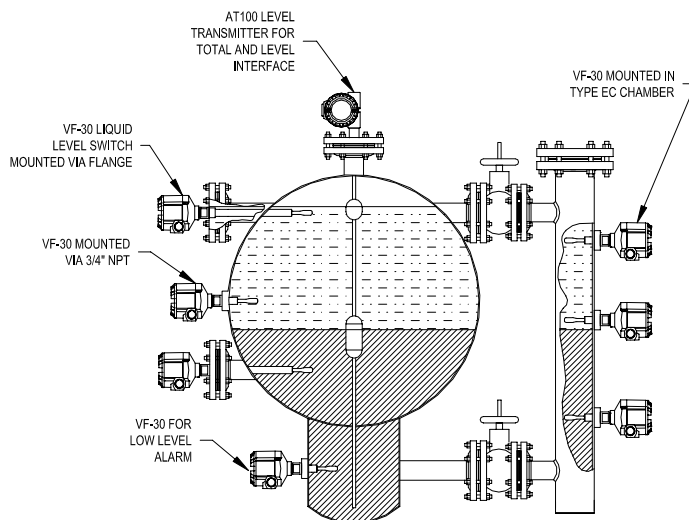 AT100 LEVEL
TRANSMITTER FOR
TOTAL AND LEVEL
INTERFACE
VF-30 MOUNTED IN
TYPE EC CHAMBER
VF-30 LIQUID
LEVEL SWITCH
MOUNTED VIA FLANGE
VF-30 MOUNTED
VIA 3/4" NPT
VF-30 FOR
LOW LEVEL
ALARM